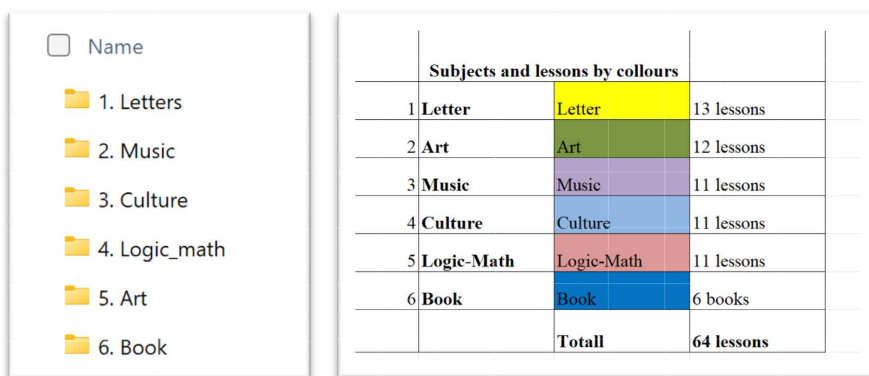 Name
1. Letters
2. Music
3. Culture
4. Logic_math
5. Art
6. Book
Subjects and lessons by collours
1 Letter Letter 13 lessons
2 Art Art 12 lessons
3 Music Music 11 lessons
4 Culture Culture 11 lessons
5 Logic-Math Logic-Math 11 lessons
6 Book Book 6 books
Totall 64 lessons